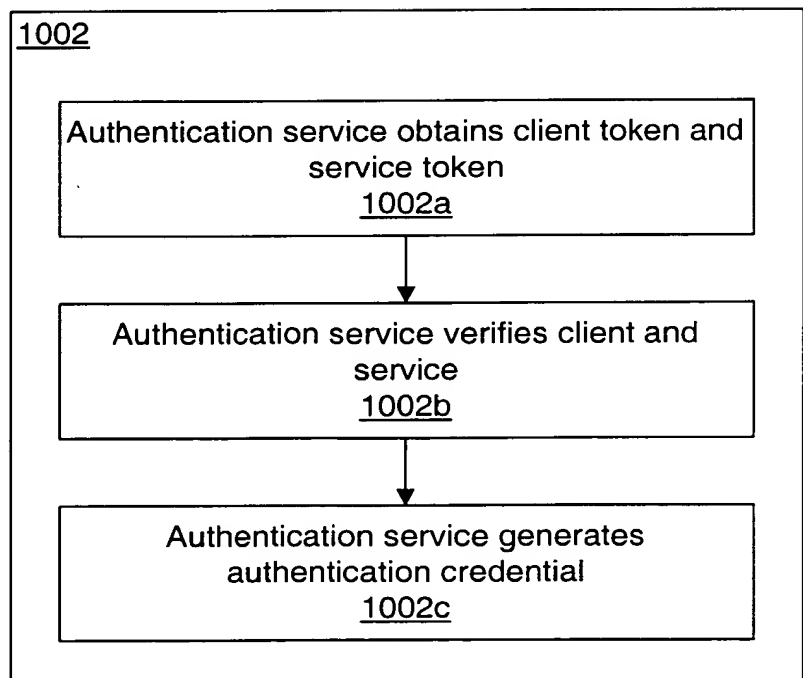 1002
Authentication service obtains client token and
service token
1002a
Authentication service verifies client and
service
1002b
Authentication service generates
authentication credential
1002c